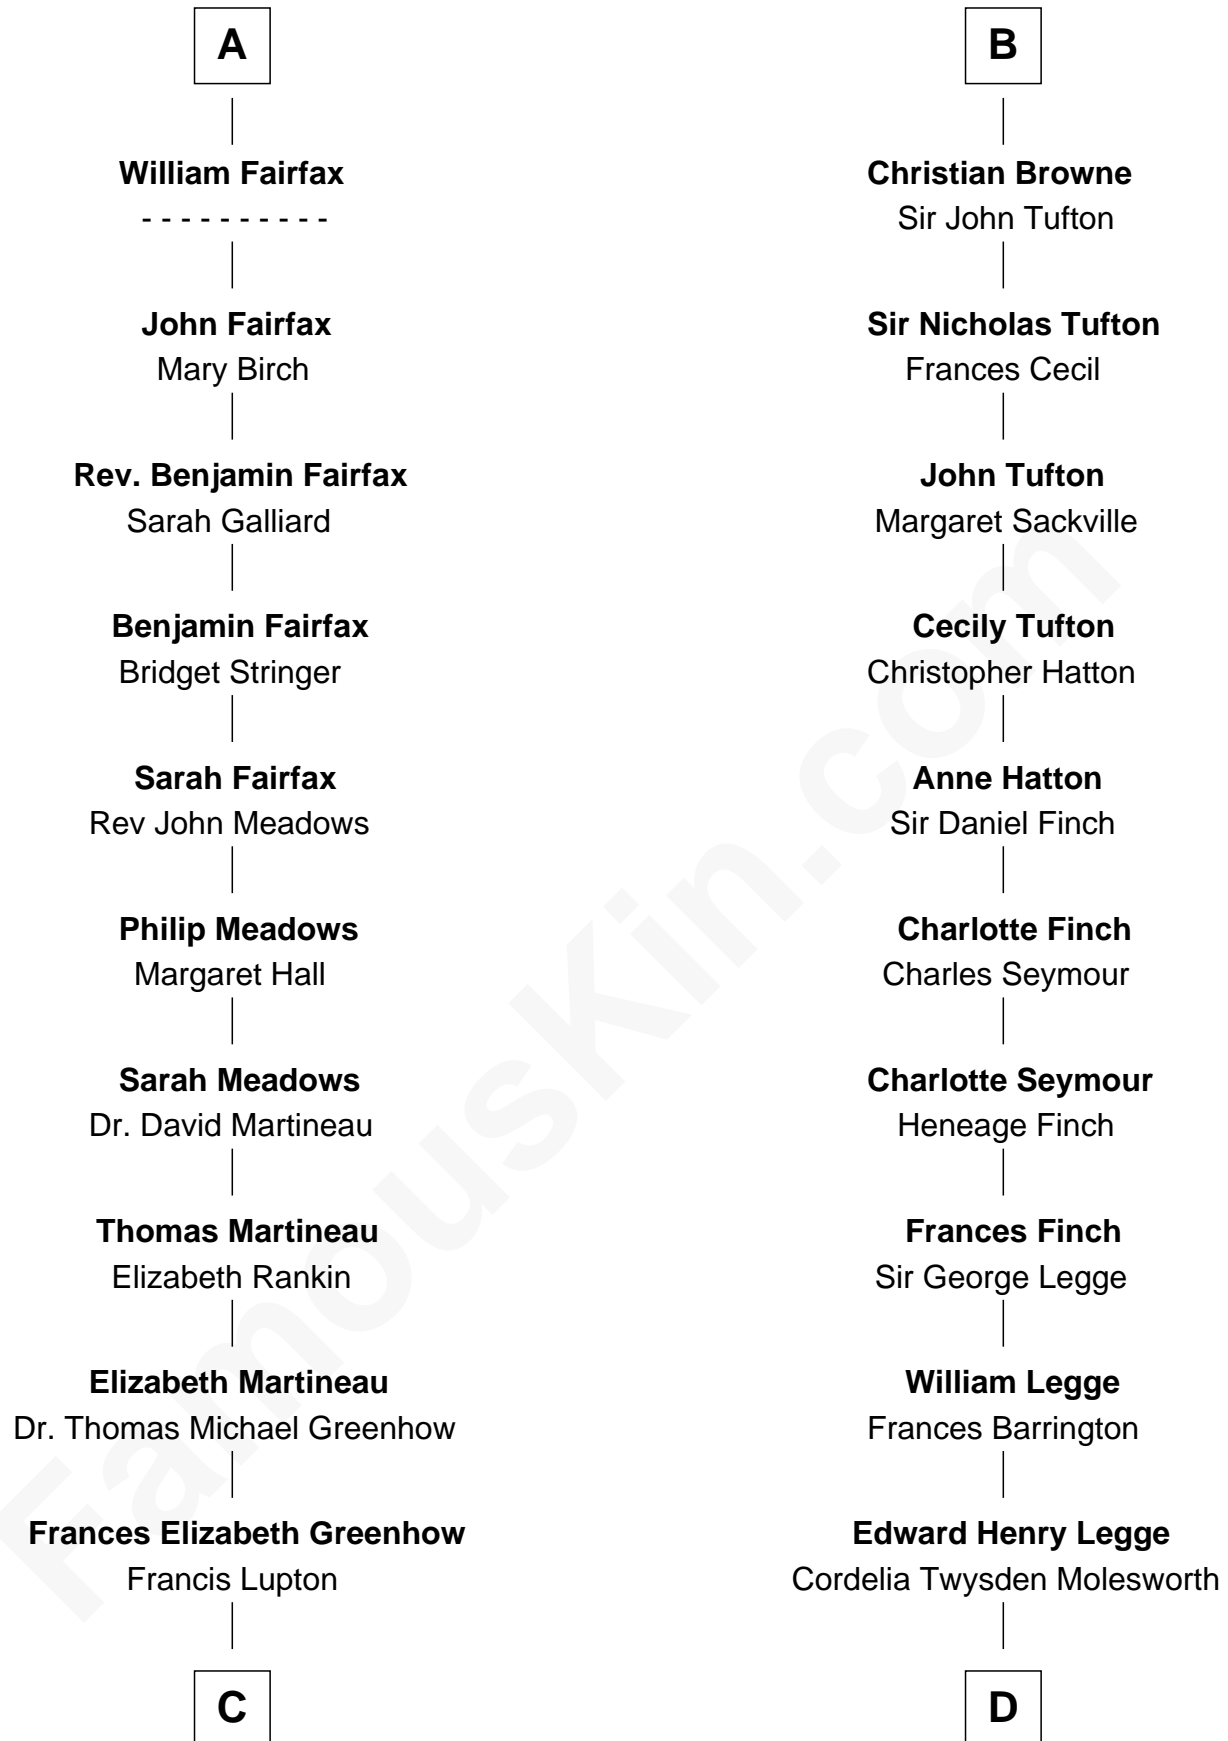 A
William Fairfax
- - - - - - - - - -
John Fairfax
Mary Birch
Rev. Benjamin Fairfax
Sarah Galliard
Benjamin Fairfax
Bridget Stringer
Sarah Fairfax
Rev John Meadows
Philip Meadows
Margaret Hall
Sarah Meadows
Dr. David Martineau
Thomas Martineau
Elizabeth Rankin
Elizabeth Martineau
Dr. Thomas Michael Greenhow
Frances Elizabeth Greenhow
Francis Lupton
C
B
Christian Browne
Sir John Tufton
Sir Nicholas Tufton
Frances Cecil
John Tufton
Margaret Sackville
Cecily Tufton
Christopher Hatton
Anne Hatton
Sir Daniel Finch
Charlotte Finch
Charles Seymour
Charlotte Seymour
Heneage Finch
Frances Finch
Sir George Legge
William Legge
Frances Barrington
Edward Henry Legge
Cordelia Twysden Molesworth
D
FamousKin.com